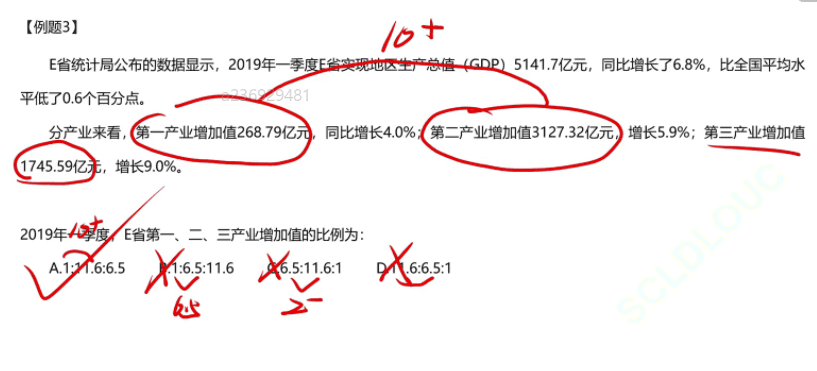 【例题3】
10+
E省统计局公布的数据显示，2019年一季度E省实现地区生产总值（GDP）5141.7亿元，同比增长了6.8%，比全国平均水
平低了0.6个百分点。
a236929481
分产业来看，第一产业增加值268.79亿元，同比增长4.0%；第二产业增加值3127.32亿元，增长5.9%；第三产业增加值
1745.59亿元，增长9.0%。
10+
2019年一季度，E省第一、二、三产业增加值的比例为：
A.1:11.6:6.5 B.1:6.5:11.6 C.6.5:11.6:1 D.11.6:6.5:1
6.5 2-
SCLDLOUC